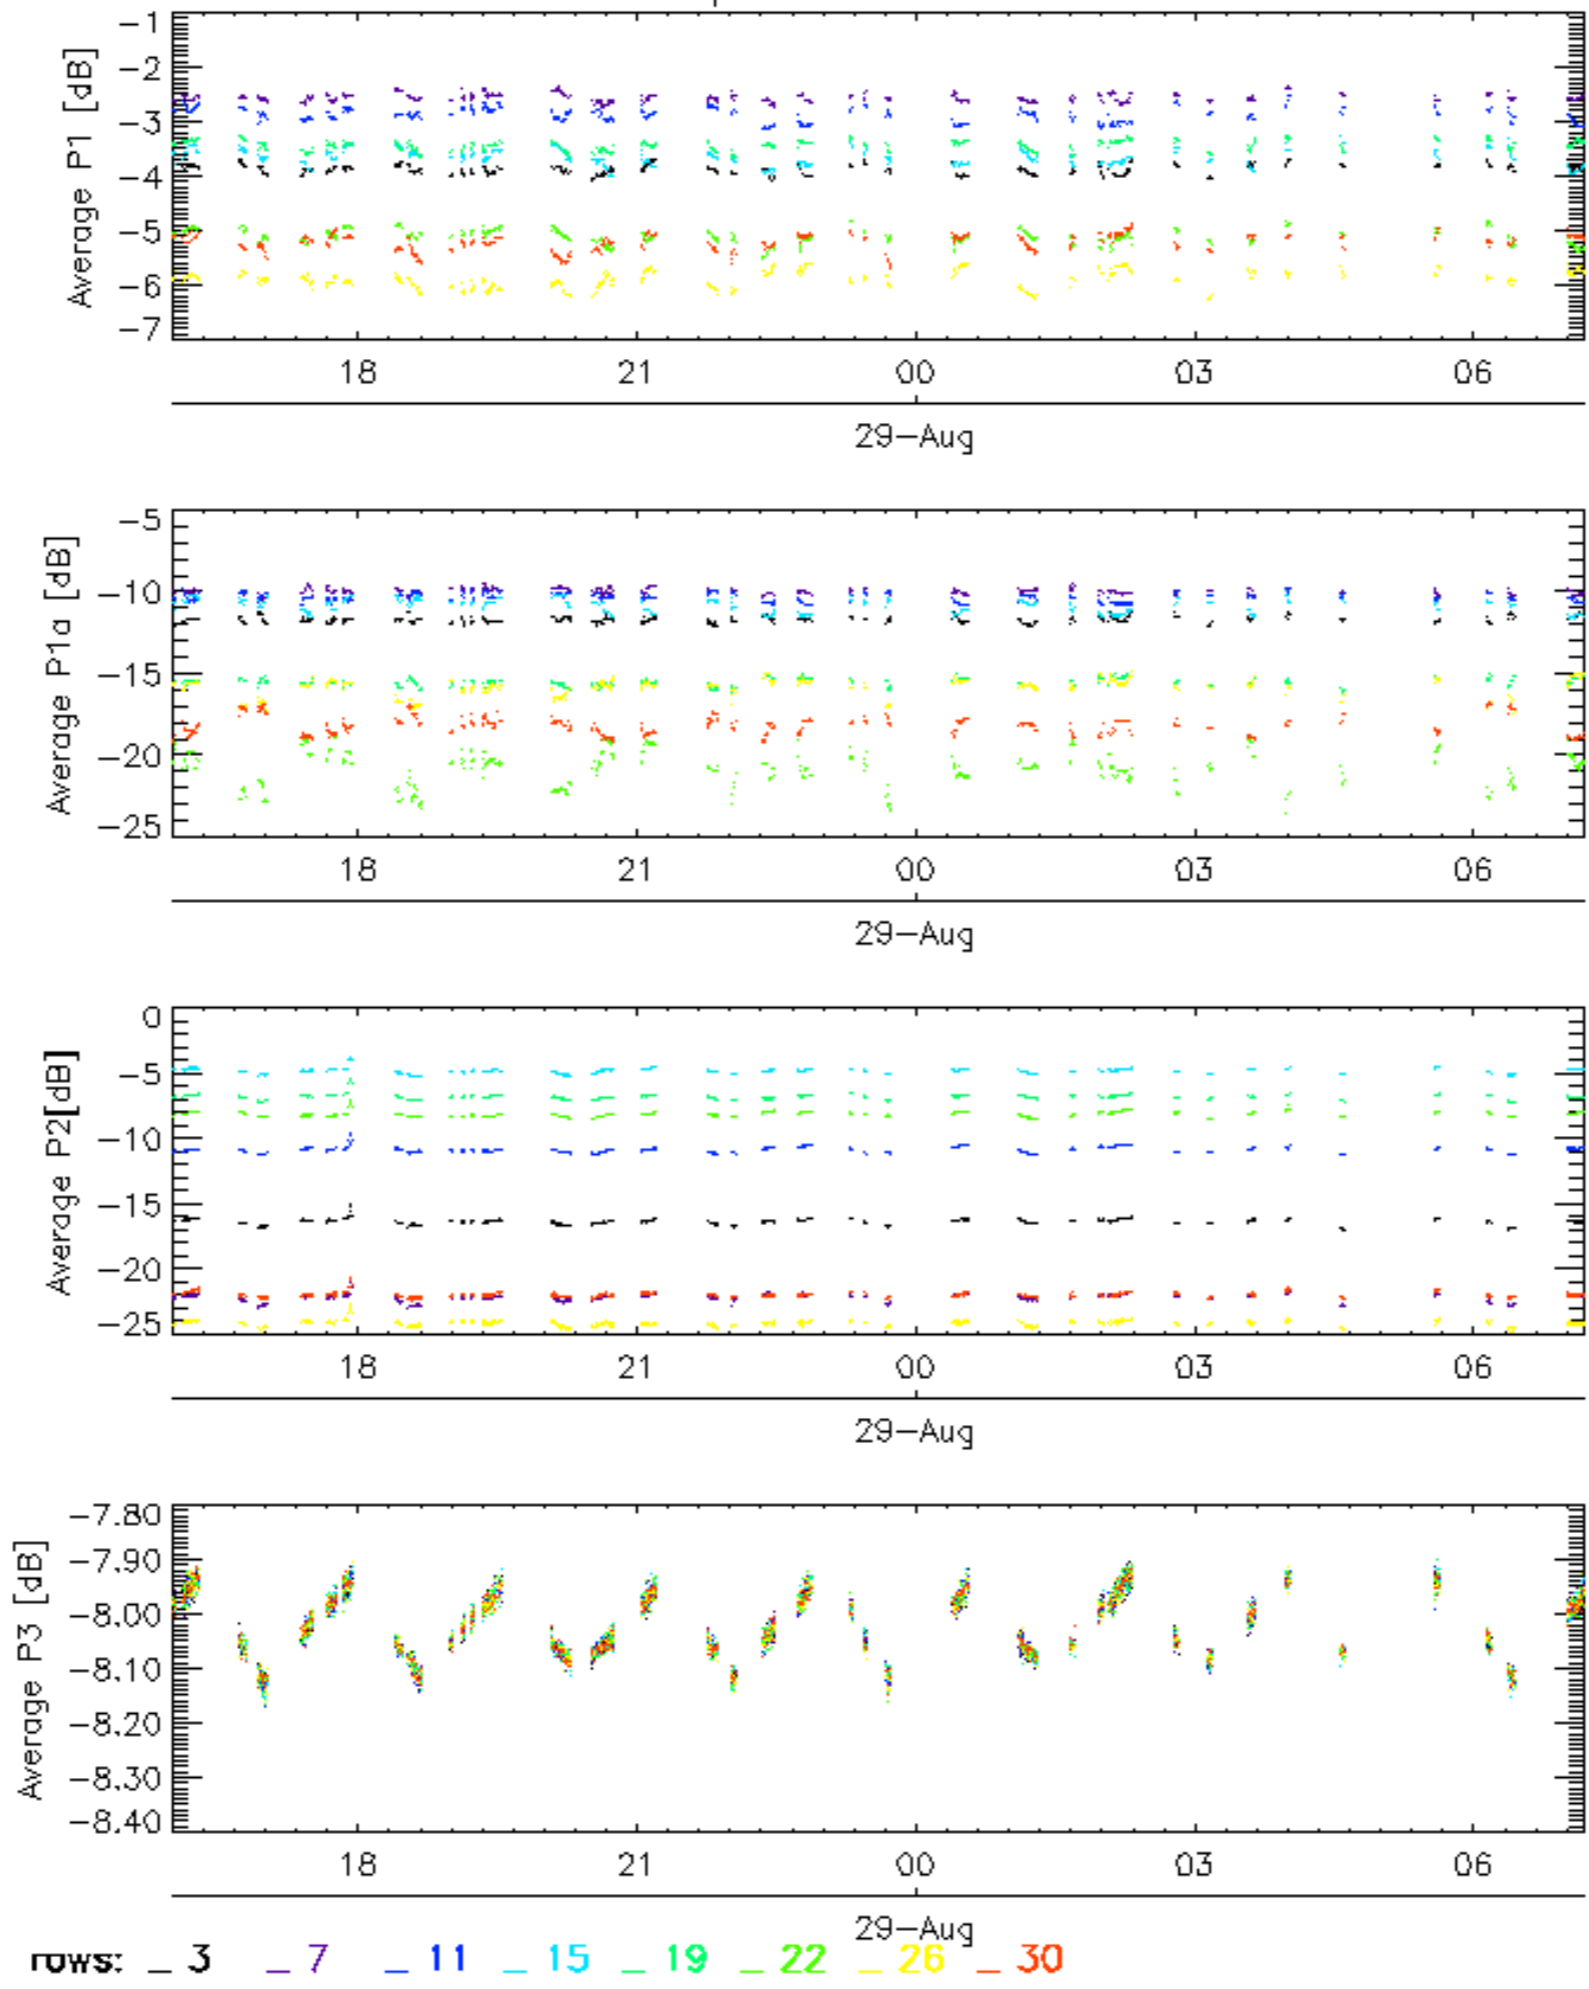 Average P1 [dB]
-1
-2
-3
-4
-5
-6
-7
18 21 00 03 06
29-Aug
Average P1a [dB]
-5
-10
-15
-20
-25
18 21 00 03 06
29-Aug
Average P2[dB]
0
-5
-10
-15
-20
-25
18 21 00 03 06
29-Aug
Average P3 [dB]
-7.80
-7.90
-8.00
-8.10
-8.20
-8.30
-8.40
18 21 00 03 06
29-Aug
rows: _ 3 _ 7 _ 11 _ 15 _ 19 _ 22 _ 26 _ 30